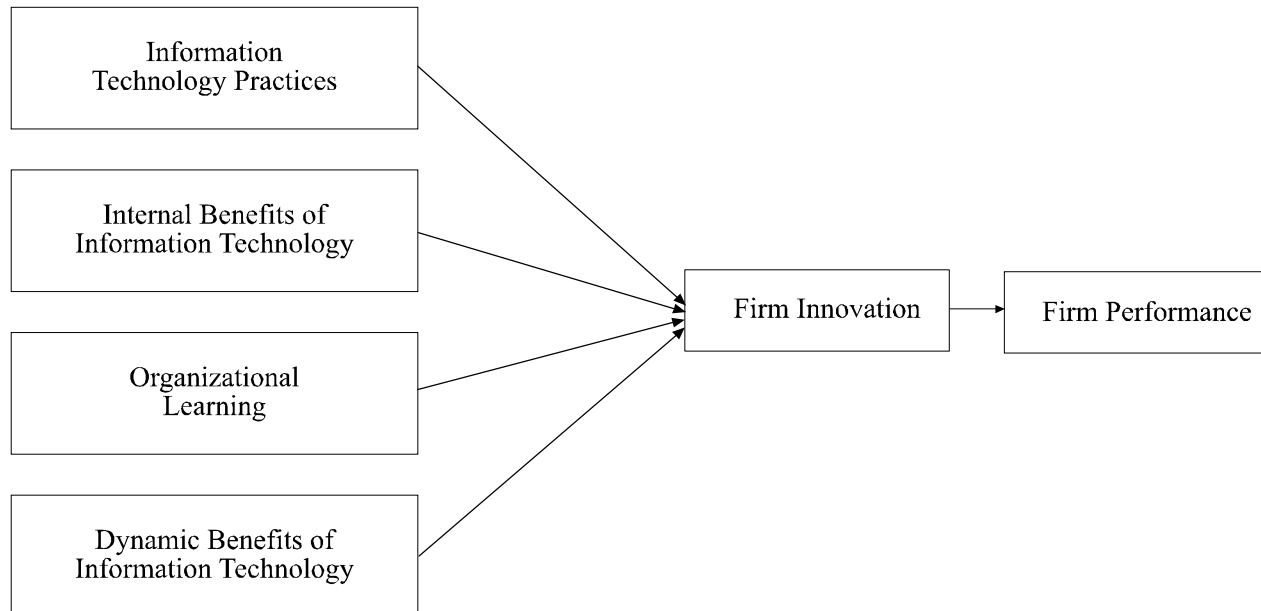 Information
Technology Practices
Internal Benefits of
Information Technology
Organizational
Learning
Dynamic Benefits of
Information Technology
Firm Innovation
Firm Performance